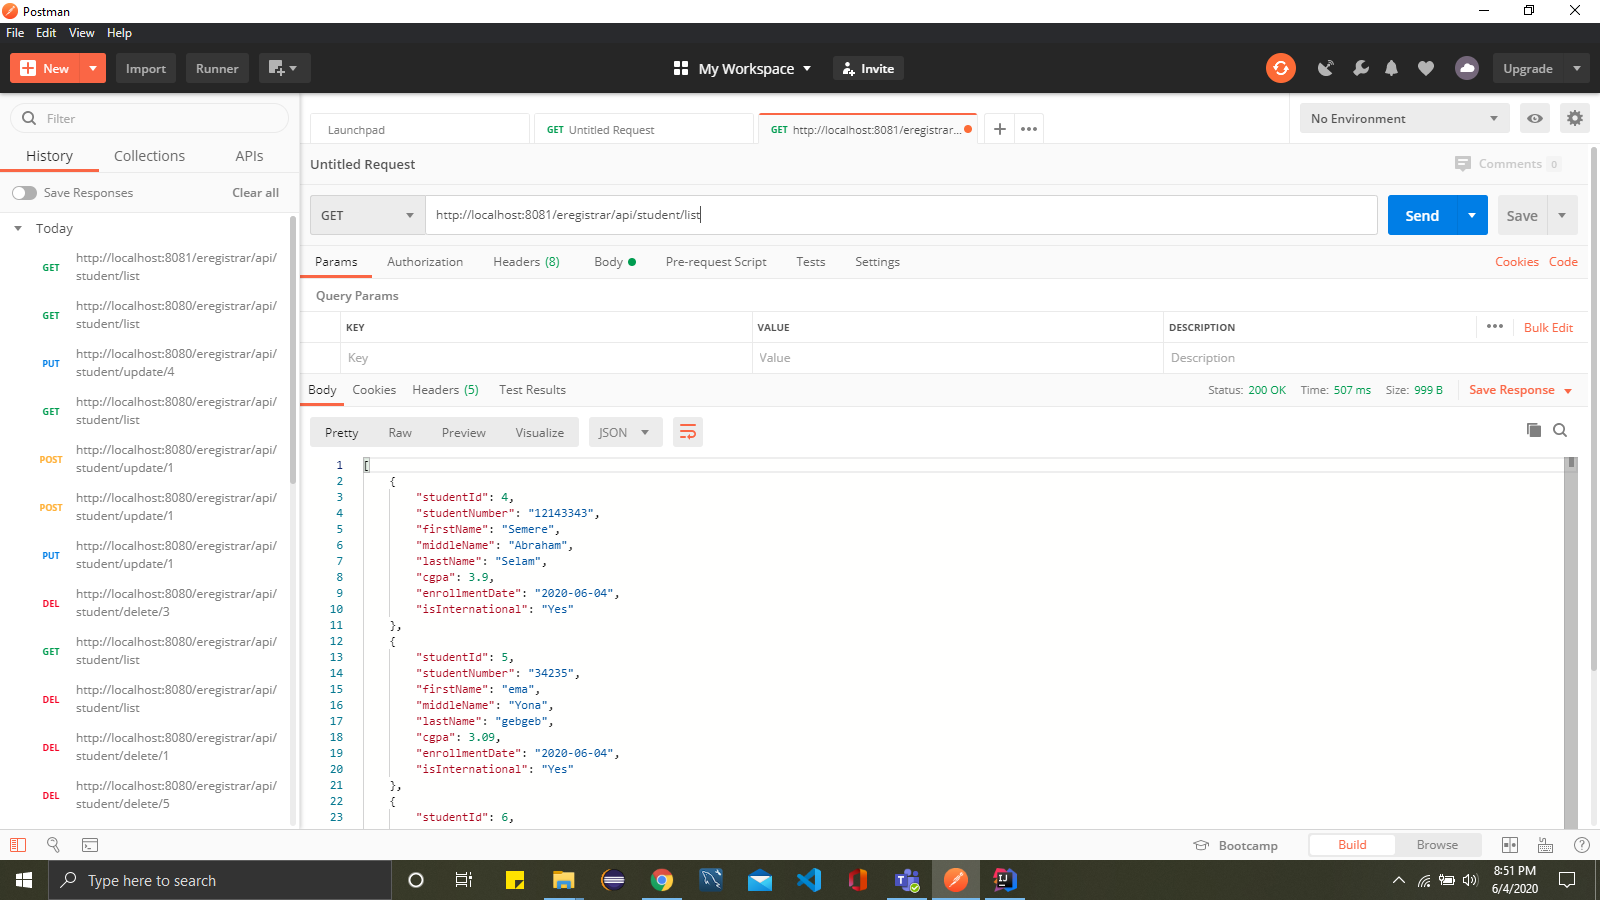 Postman
File Edit View Help
New Import Runner My Workspace Invite Upgrade
Filter
History Collections APIs
Save Responses Clear all
Today
GET http://localhost:8081/eregistrar/api/
student/list
GET http://localhost:8080/eregistrar/api/
student/list
PUT http://localhost:8080/eregistrar/api/
student/update/4
GET http://localhost:8080/eregistrar/api/
student/list
POST http://localhost:8080/eregistrar/api/
student/update/1
POST http://localhost:8080/eregistrar/api/
student/update/1
PUT http://localhost:8080/eregistrar/api/
student/update/1
DEL http://localhost:8080/eregistrar/api/
student/delete/3
GET http://localhost:8080/eregistrar/api/
student/list
DEL http://localhost:8080/eregistrar/api/
student/list
DEL http://localhost:8080/eregistrar/api/
student/delete/1
DEL http://localhost:8080/eregistrar/api/
student/delete/5
Launchpad GET Untitled Request GET http://localhost:8081/eregistrar... No Environment
Untitled Request Comments 0
GET http://localhost:8081/eregistrar/api/student/list Send Save
Params Authorization Headers (8) Body Pre-request Script Tests Settings Cookies Code
Query Params
KEY VALUE DESCRIPTION Bulk Edit
Key Value Description
Body Cookies Headers (5) Test Results Status: 200 OK Time: 507 ms Size: 999 B Save Response
Pretty Raw Preview Visualize JSON
1 [
2 {
3 "studentId": 4,
4 "studentNumber": "12143343",
5 "firstName": "Semere",
6 "middleName": "Abraham",
7 "lastName": "Selam",
8 "cgpa": 3.9,
9 "enrollmentDate": "2020-06-04",
10 "isInternational": "Yes"
11 },
12 {
13 "studentId": 5,
14 "studentNumber": "34235",
15 "firstName": "ema",
16 "middleName": "Yona",
17 "lastName": "gebgeb",
18 "cgpa": 3.09,
19 "enrollmentDate": "2020-06-04",
20 "isInternational": "Yes"
21 },
22 {
23 "studentId": 6,
Bootcamp Build Browse
Type here to search
8:51 PM
6/4/2020